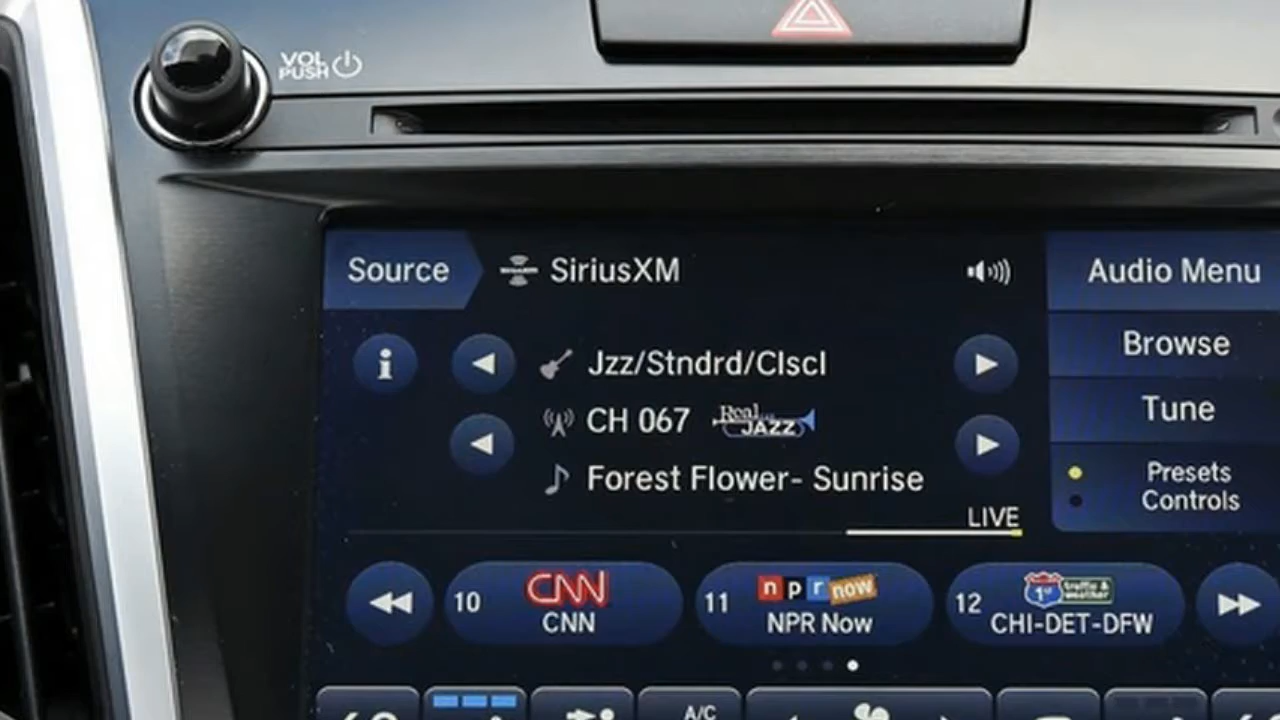 VOL
PUSH
Source
SiriusXM
Audio Menu
Browse
Jzz/Stndrd/Clscl
Tune
CH 067
Real
JAZZ
Forest Flower- Sunrise
Presets
Controls
LIVE
10
CNN
CNN
11
npr now
NPR Now
12
1st
traffic &
weather
CHI-DET-DFW
A/C